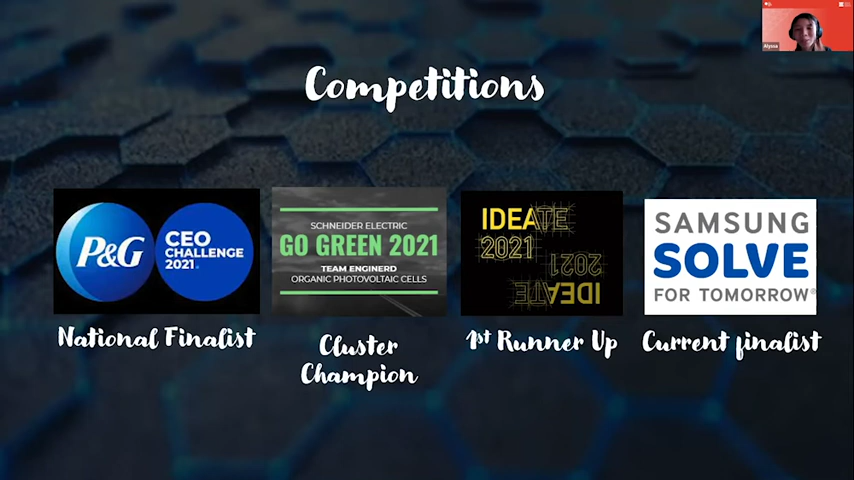 Alyssa
Competitions
P&G
CEO
CHALLENGE
2021
SCHNEIDER ELECTRIC
GO GREEN 2021
TEAM ENGINERD
ORGANIC PHOTOVOLTAIC CELLS
IDEATE
2021
2021
IDEATE
SAMSUNG
SOLVE
FOR TOMORROW®
National Finalist
Cluster
Champion
1st Runner Up
Current finalist